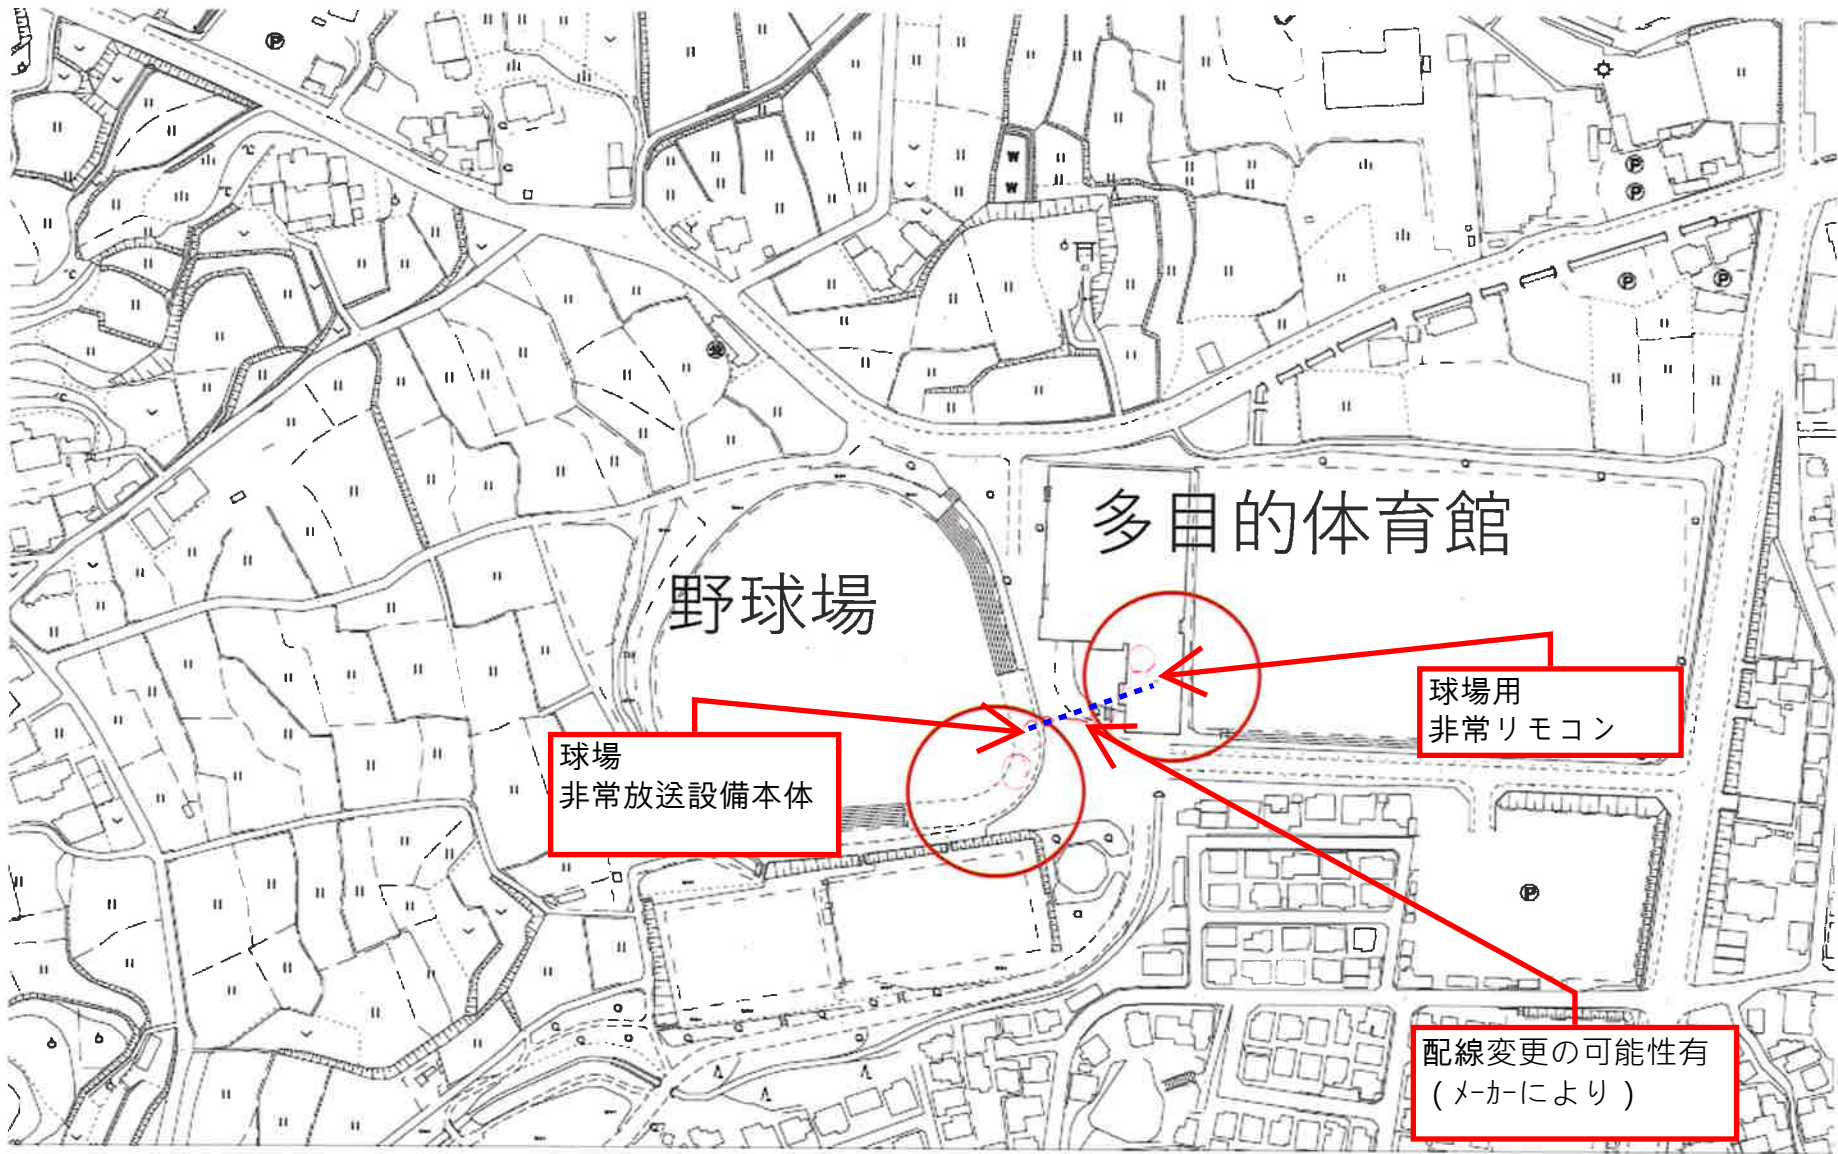 多目的体育館
野球場
球場用
非常リモコン
球場
非常放送設備本体
配線変更の可能性有
(ﾒｰｶｰにより)